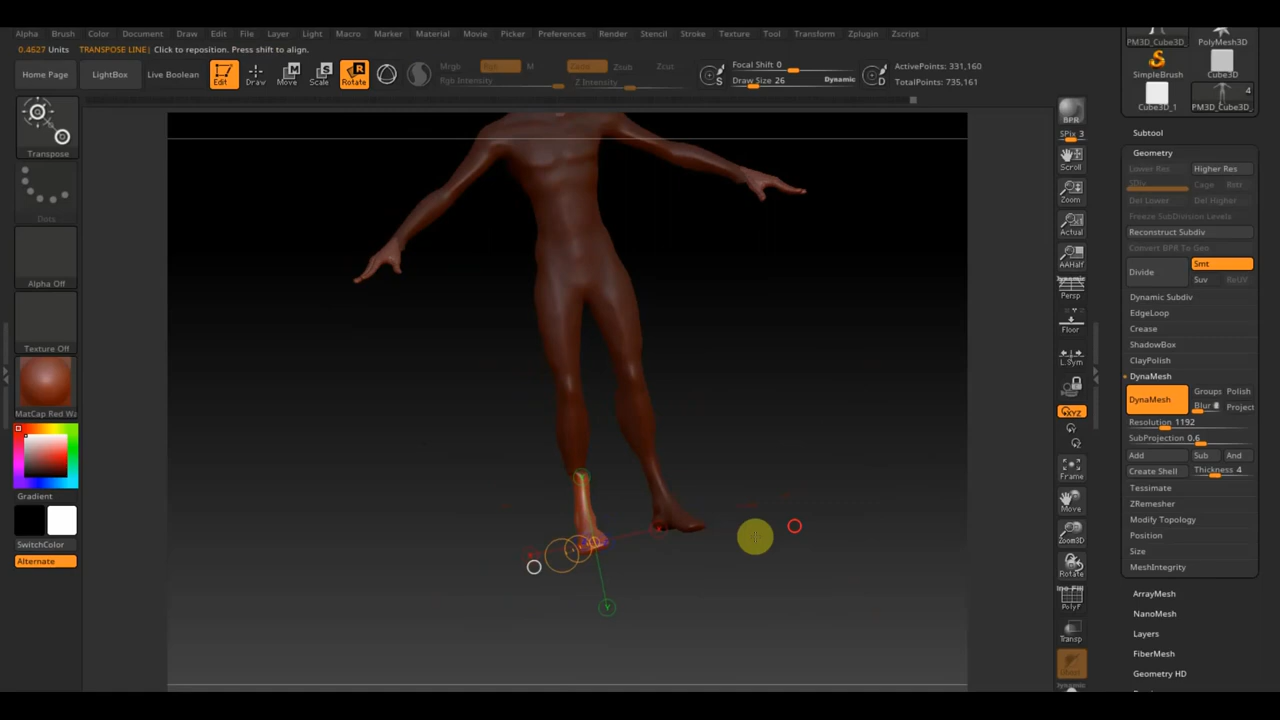 Alpha Brush Color Document Draw Edit File Layer Light Macro Marker Material Movie Picker Preferences Render Stencil Stroke Texture Tool Transform Zplugin Zscript
0.4627 Units TRANSPOSE LINE| Click to reposition. Press shift to align.
Home Page
LightBox
Live Boolean
Edit
Draw
Move
Scale
Rotate
Mrgb
Rgb
M
Rgb Intensity
Zadd
Zsub
Zcut
Z Intensity
S
Focal Shift 0
Draw Size 26
Dynamic
D
ActivePoints: 331,160
TotalPoints: 735,161
Transpose
Dots
Alpha Off
Texture Off
MatCap Red Wa
Gradient
SwitchColor
Alternate
Y
BPR
SPix 3
Scroll
Zoom
Actual
AAHalf
Dynamic
Persp
Floor
L.Sym
XYZ
Y
Z
Frame
Move
Zoom3D
Rotate
PolyF
Transp
Dynamic
PM3D_Cube3D_
PolyMesh3D
SimpleBrush
Cube3D
4
Cube3D_1
PM3D_Cube3D_
Subtool
Geometry
Lower Res
Higher Res
SDiv
Cage
Rstr
Del Lower
Del Higher
Freeze SubDivision Levels
Reconstruct Subdiv
Convert BPR To Geo
Divide
Smt
Suv
ReUV
Dynamic Subdiv
EdgeLoop
Crease
ShadowBox
ClayPolish
DynaMesh
DynaMesh
Groups
Polish
Blur
Project
Resolution 1192
SubProjection 0.6
Add
Sub
And
Create Shell
Thickness 4
Tessimate
ZRemesher
Modify Topology
Position
Size
MeshIntegrity
ArrayMesh
NanoMesh
Layers
FiberMesh
Geometry HD